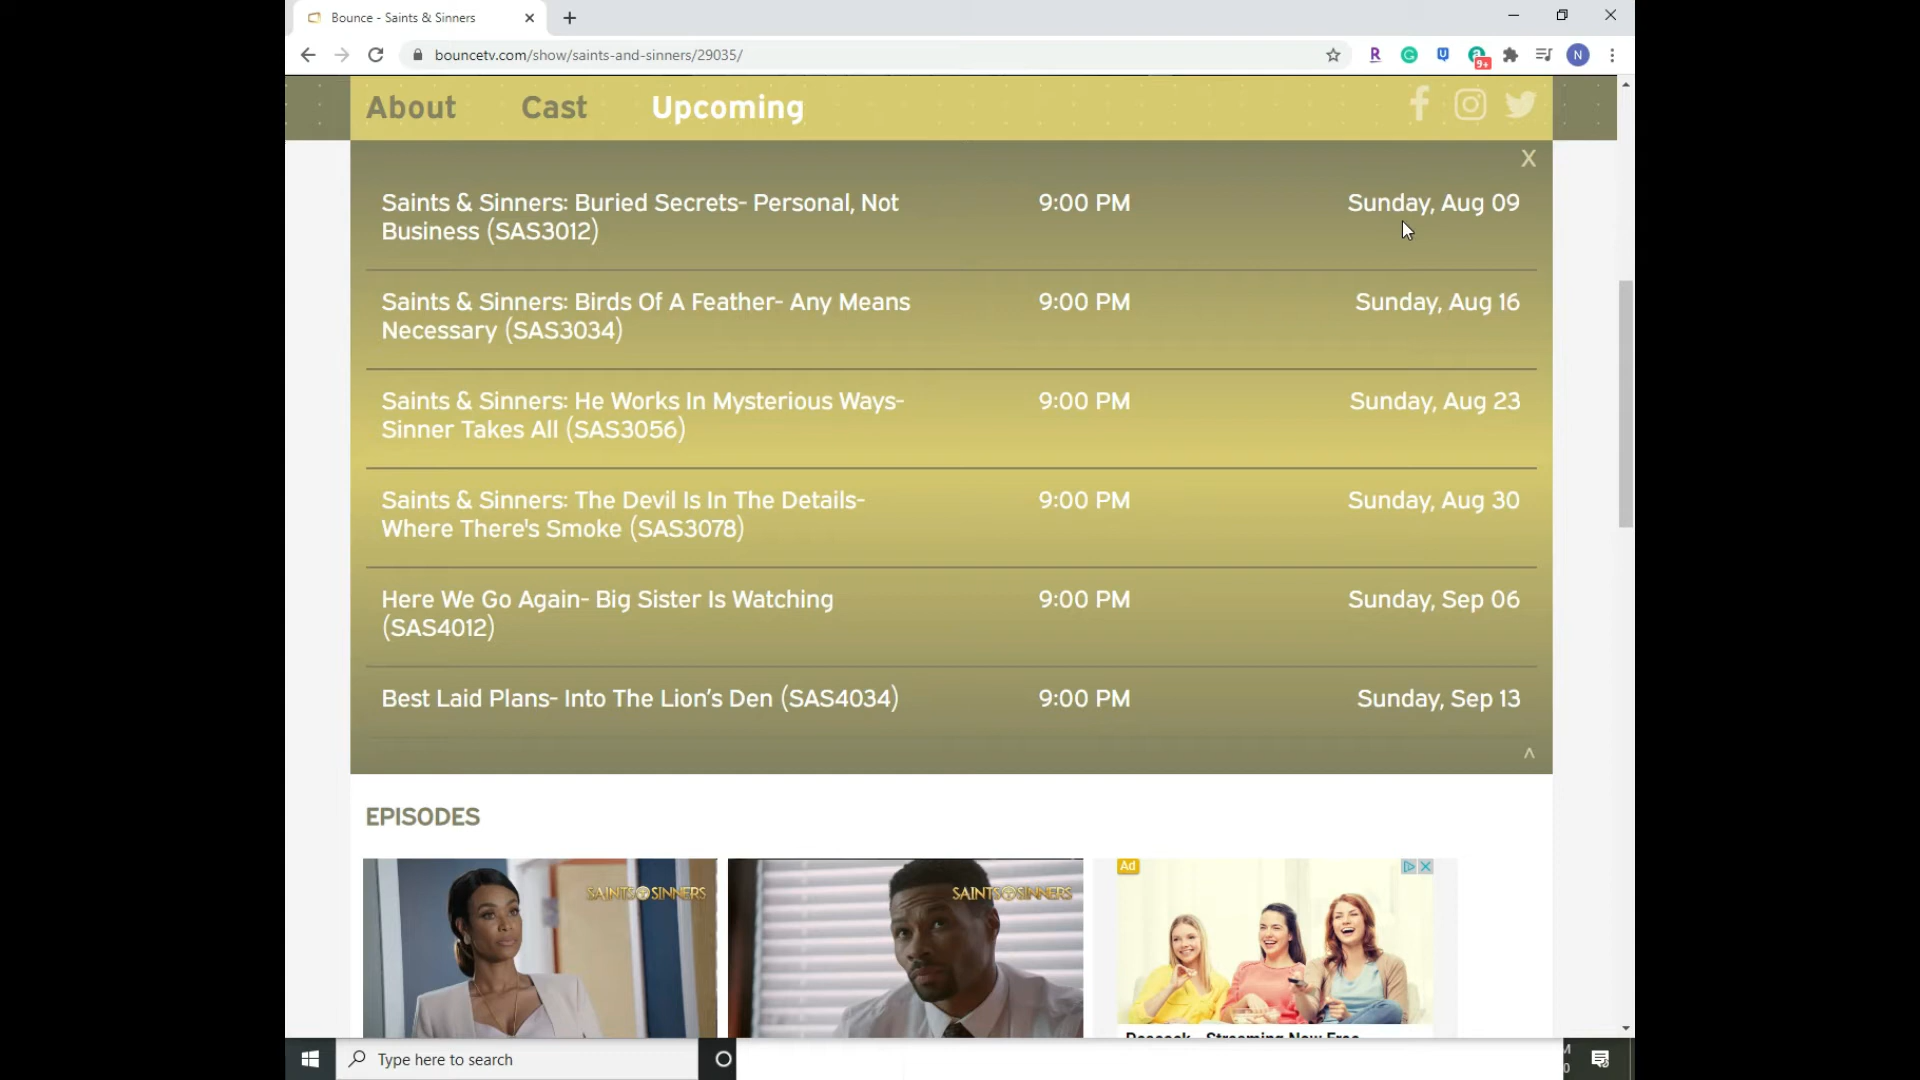 Bounce - Saints & Sinners
bouncetv.com/show/saints-and-sinners/29035/
R
9+
N
About Cast Upcoming
X
Saints & Sinners: Buried Secrets- Personal, Not
Business (SAS3012)
9:00 PM
Sunday, Aug 09
Saints & Sinners: Birds Of A Feather- Any Means
Necessary (SAS3034)
9:00 PM
Sunday, Aug 16
Saints & Sinners: He Works In Mysterious Ways-
Sinner Takes All (SAS3056)
9:00 PM
Sunday, Aug 23
Saints & Sinners: The Devil Is In The Details-
Where There's Smoke (SAS3078)
9:00 PM
Sunday, Aug 30
Here We Go Again- Big Sister Is Watching
(SAS4012)
9:00 PM
Sunday, Sep 06
Best Laid Plans- Into The Lion’s Den (SAS4034)
9:00 PM
Sunday, Sep 13
EPISODES
SAINTS SINNERS
SAINTS SINNERS
Ad
Peacock - Streaming Now Free
Type here to search